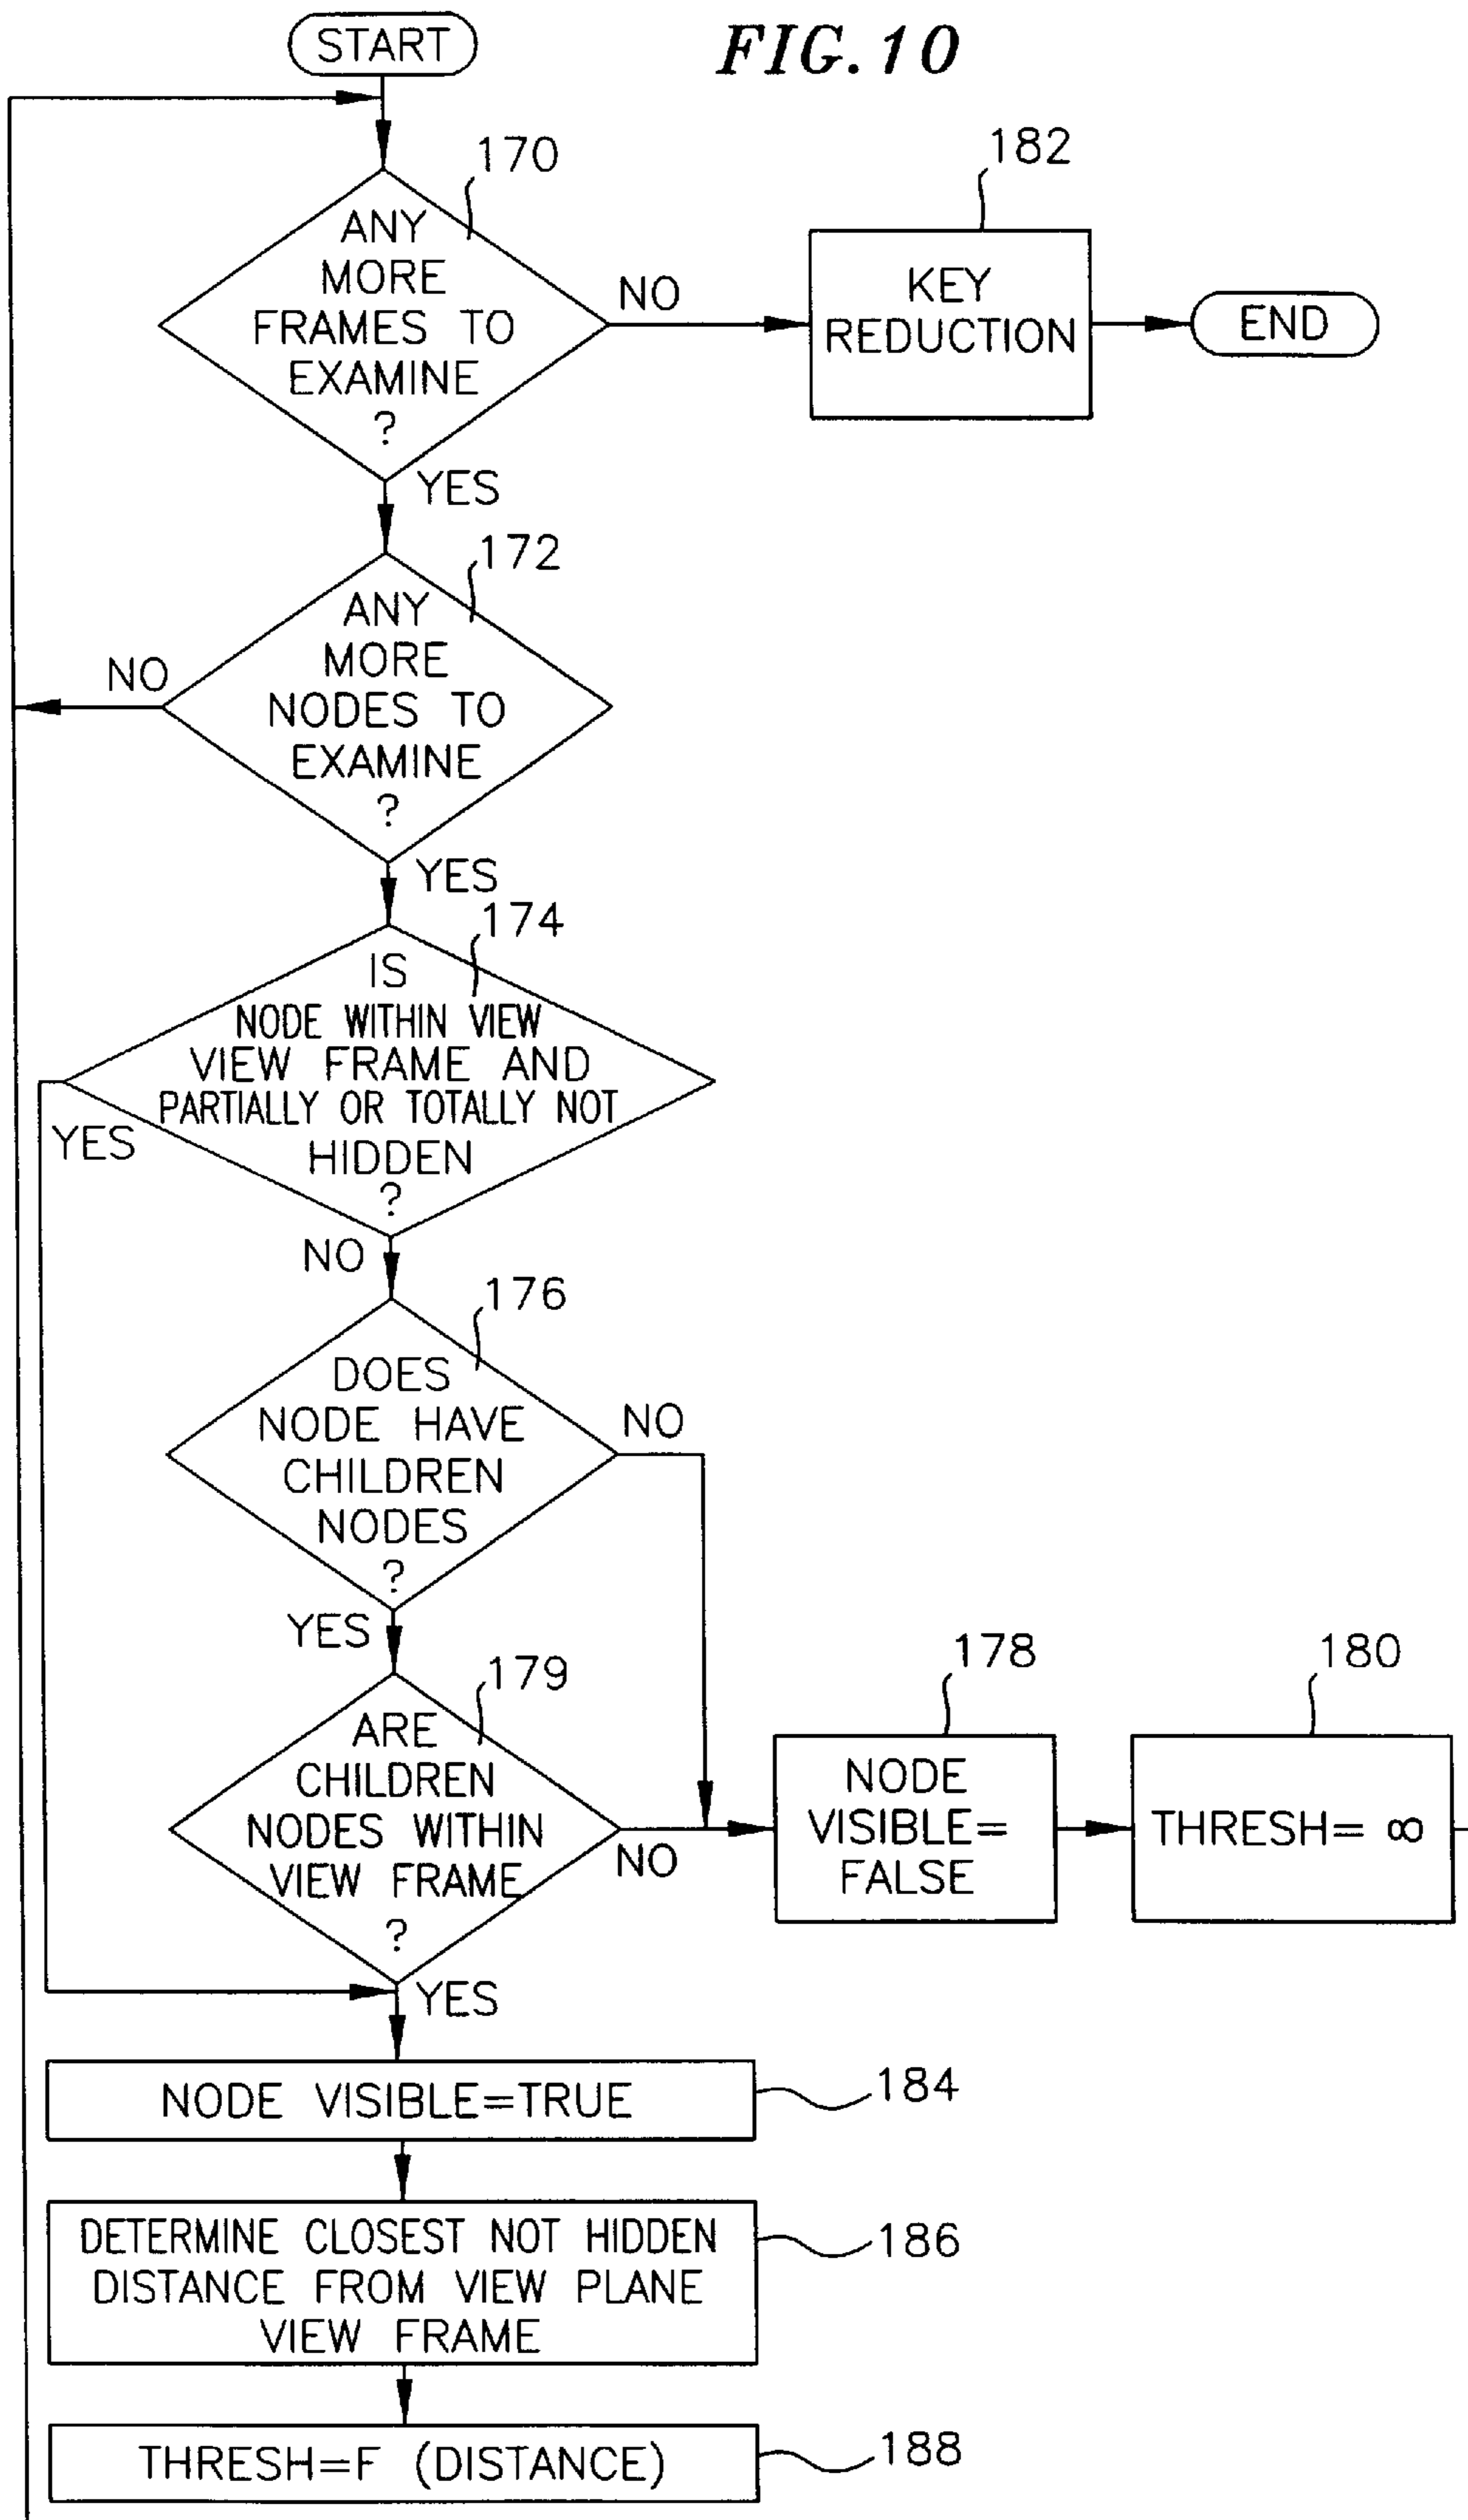 START
FIG. 10
170
ANY
MORE
FRAMES TO
EXAMINE
?
NO
182
KEY
REDUCTION
END
YES
172
ANY
MORE
NODES TO
EXAMINE
?
NO
YES
174
IS
NODE WITHIN VIEW
VIEW FRAME AND
PARTIALLY OR TOTALLY NOT
HIDDEN
?
YES
NO
176
DOES
NODE HAVE
CHILDREN
NODES
?
NO
YES
179
ARE
CHILDREN
NODES WITHIN
VIEW FRAME
?
NO
178
NODE
VISIBLE=
FALSE
180
THRESH= ∞
YES
NODE VISIBLE=TRUE
184
DETERMINE CLOSEST NOT HIDDEN
DISTANCE FROM VIEW PLANE
VIEW FRAME
186
THRESH=F (DISTANCE)
188